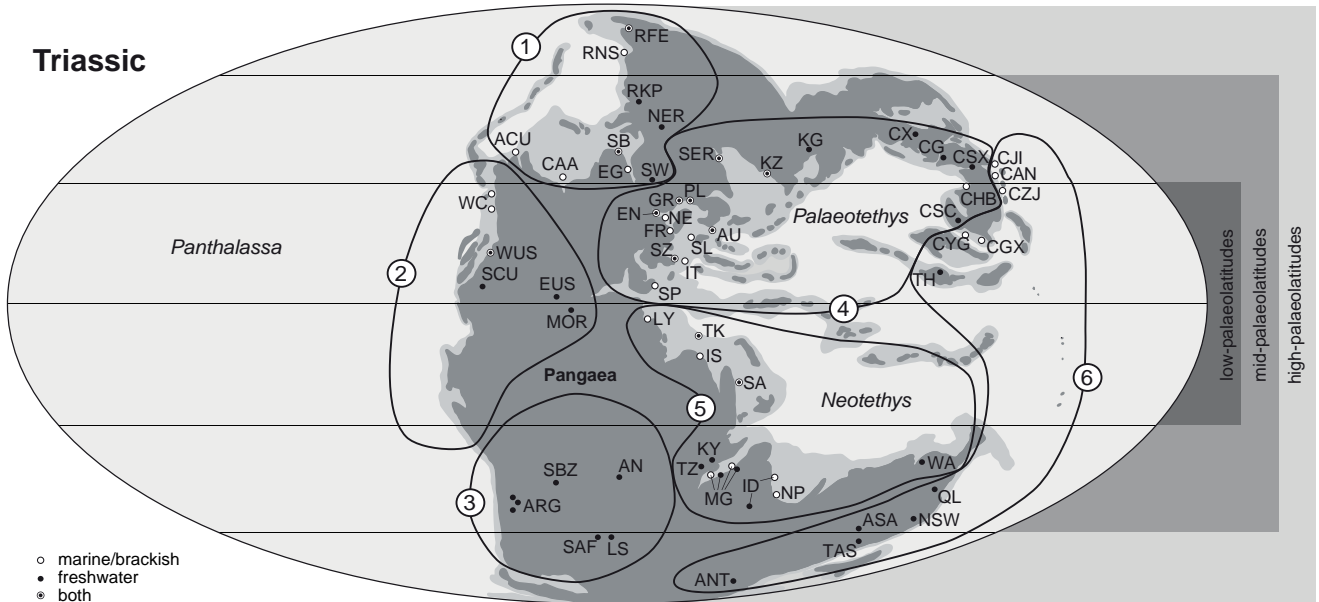 Triassic
1
RFE
RNS
RKP
NER
ACU
SB
CAA
EG
SW
SER
KZ
KG
CX
CG
CSX
CJI
CAN
CZJ
CHB
CSC
CYG
CGX
TH
WC
GR
PL
EN
NE
FR
AU
SL
SZ
IT
SP
Palaeotethys
Panthalassa
2
WUS
SCU
EUS
MOR
4
LY
TK
IS
SA
Pangaea
Neotethys
5
6
low-palaeolatitudes
mid-palaeolatitudes
high-palaeolatitudes
KY
TZ
MG
ID
NP
WA
QL
NSW
ASA
TAS
ANT
SBZ
AN
3
ARG
SAF
LS
marine/brackish
freshwater
both